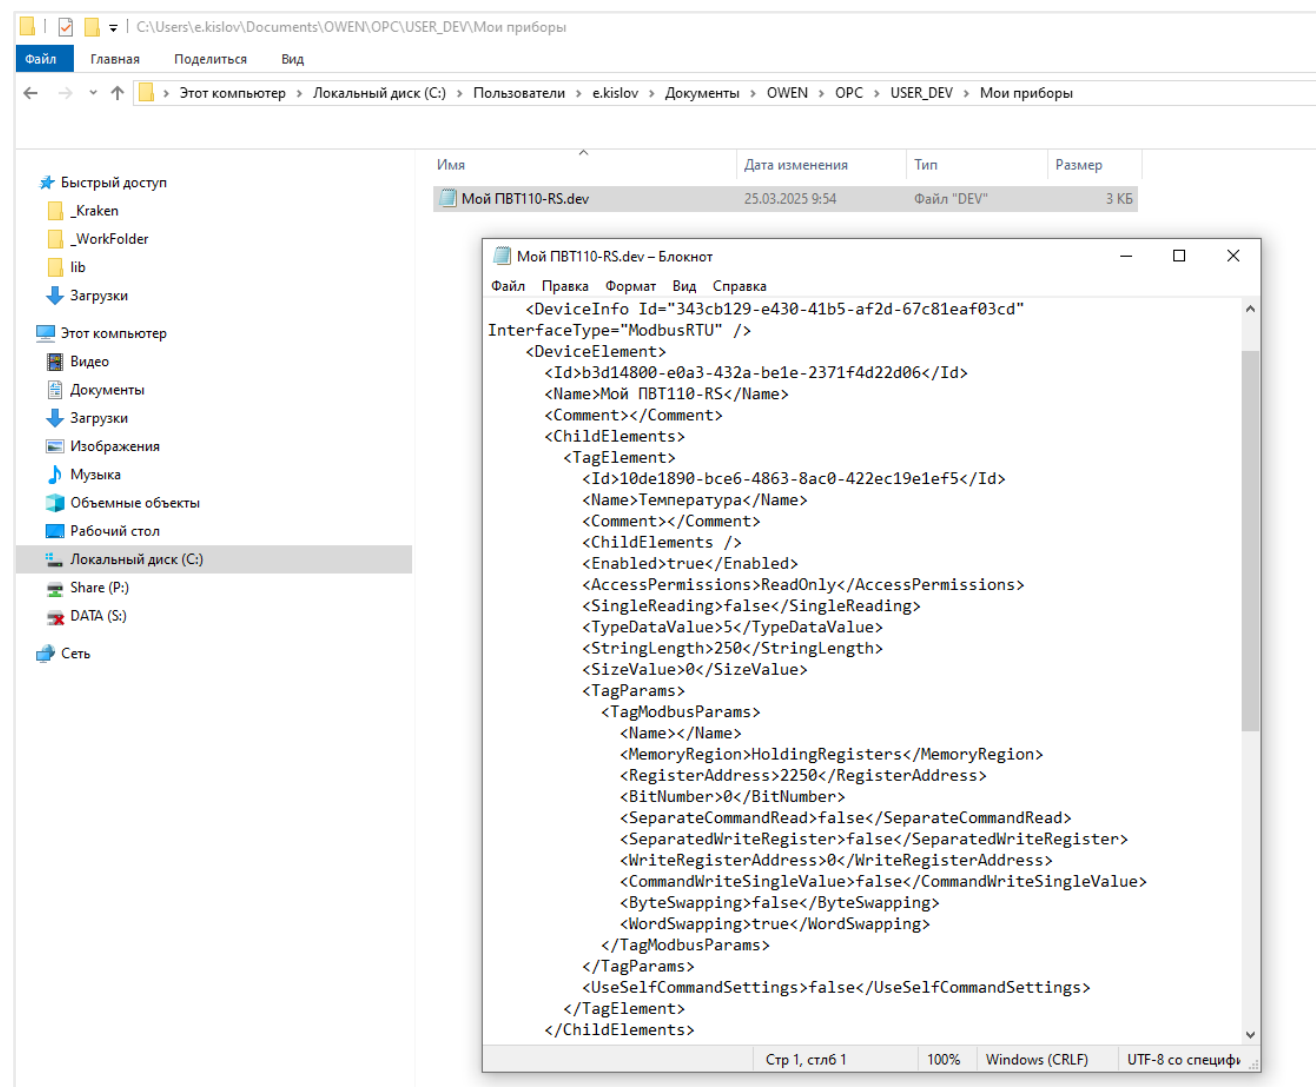 C:\Users\e.kislov\Documents\OWEN\OPC\USER_DEV\Мои приборы
Файл Главная Поделиться Вид
Этот компьютер › Локальный диск (C:) › Пользователи › e.kislov › Документы › OWEN › OPC › USER_DEV › Мои приборы
Имя Дата изменения Тип Размер
Мой ПВТ110-RS.dev 25.03.2025 9:54 Файл "DEV" 3 КБ
Быстрый доступ
_Kraken
_WorkFolder
lib
Загрузки
Этот компьютер
Видео
Документы
Загрузки
Изображения
Музыка
Объемные объекты
Рабочий стол
Локальный диск (C:)
Share (P:)
DATA (S:)
Сеть
Мой ПВТ110-RS.dev – Блокнот
Файл Правка Формат Вид Справка
<DeviceInfo Id="343cb129-e430-41b5-af2d-67c81eaf03cd"
InterfaceType="ModbusRTU" />
<DeviceElement>
<Id>b3d14800-e0a3-432a-be1e-2371f4d22d06</Id>
<Name>Мой ПВТ110-RS</Name>
<Comment></Comment>
<ChildElements>
<TagElement>
<Id>10de1890-bce6-4863-8ac0-422ec19e1ef5</Id>
<Name>Температура</Name>
<Comment></Comment>
<ChildElements />
<Enabled>true</Enabled>
<AccessPermissions>ReadOnly</AccessPermissions>
<SingleReading>false</SingleReading>
<TypeDataValue>5</TypeDataValue>
<StringLength>250</StringLength>
<SizeValue>0</SizeValue>
<TagParams>
<TagModbusParams>
<Name></Name>
<MemoryRegion>HoldingRegisters</MemoryRegion>
<RegisterAddress>2250</RegisterAddress>
<BitNumber>0</BitNumber>
<SeparateCommandRead>false</SeparateCommandRead>
<SeparatedWriteRegister>false</SeparatedWriteRegister>
<WriteRegisterAddress>0</WriteRegisterAddress>
<CommandWriteSingleValue>false</CommandWriteSingleValue>
<ByteSwapping>false</ByteSwapping>
<WordSwapping>true</WordSwapping>
</TagModbusParams>
</TagParams>
<UseSelfCommandSettings>false</UseSelfCommandSettings>
</TagElement>
</ChildElements>
Стр 1, стлб 1 100% Windows (CRLF) UTF-8 со специфи